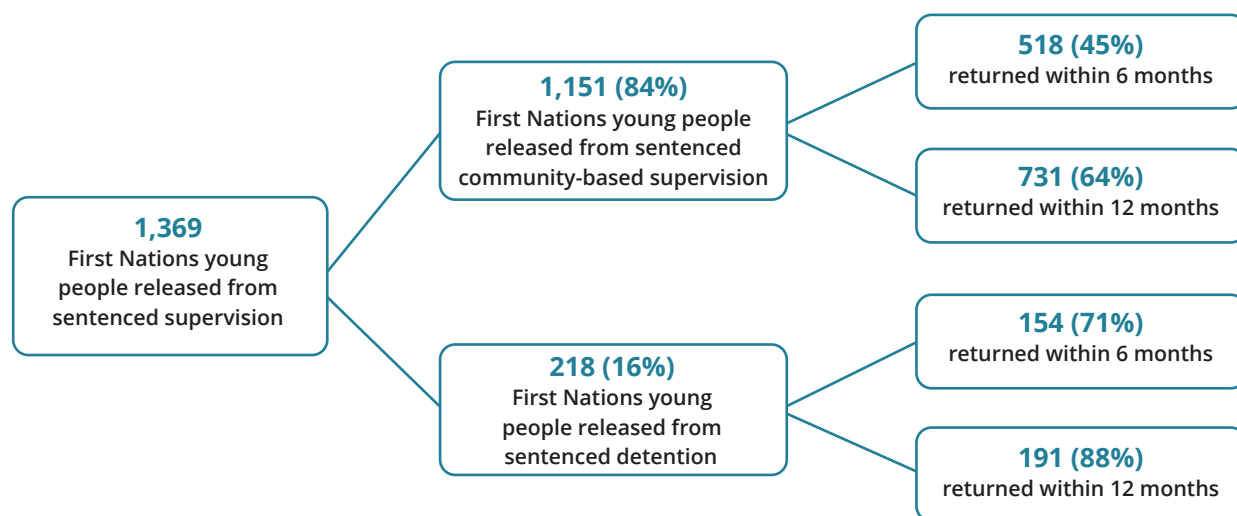 1,369
First Nations young
people released from
sentenced supervision
1,151 (84%)
First Nations young people
released from sentenced
community-based supervision
518 (45%)
returned within 6 months
731 (64%)
returned within 12 months
218 (16%)
First Nations young
people released from
sentenced detention
154 (71%)
returned within 6 months
191 (88%)
returned within 12 months